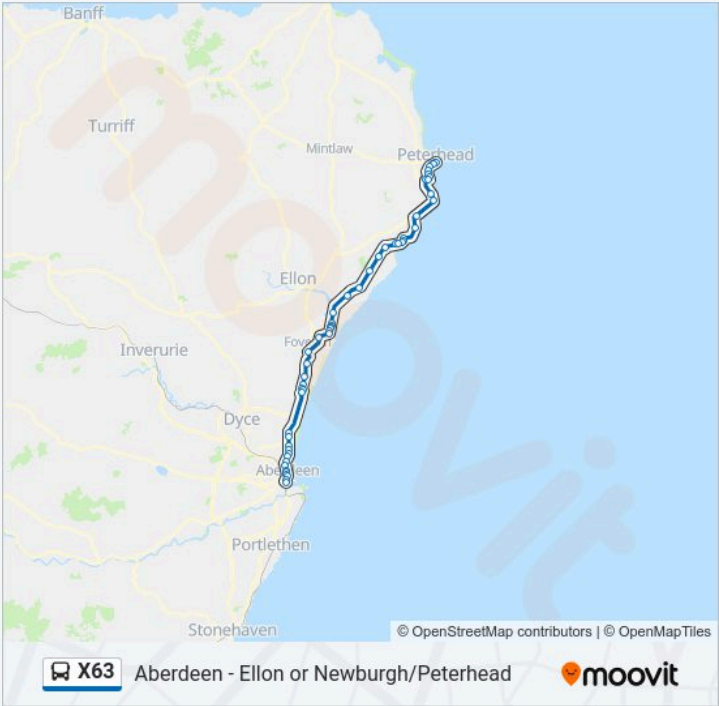 Banff
Turriff
Mintlaw
Peterhead
Ellon
Inverurie
Dyce
Aberdeen
Portlethen
Stonehaven
© OpenStreetMap contributors | © OpenMapTiles
X63 Aberdeen - Ellon or Newburgh/Peterhead moovit
moovit